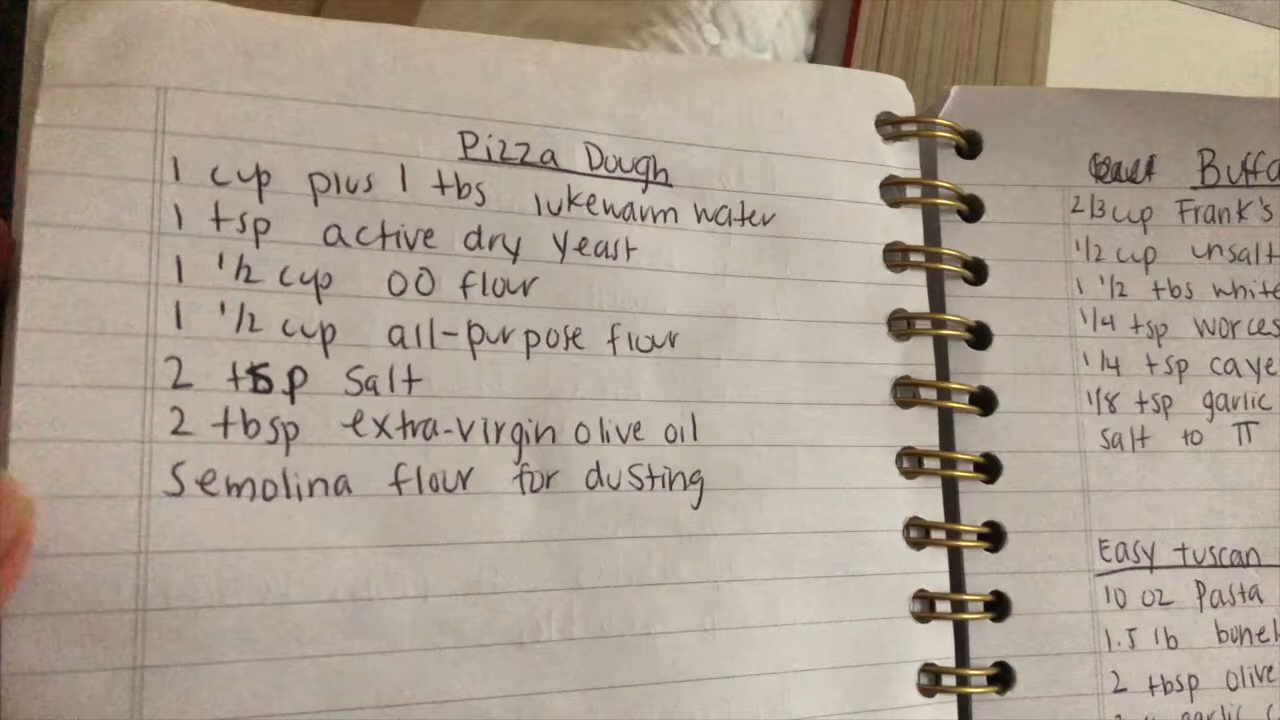 Pizza Dough
1 cup plus 1 tbs lukewarm water
1 tsp active dry yeast
1 1/2 cup 00 flour
1 1/2 cup all-purpose flour
2 tsp salt
2 tbsp extra-virgin olive oil
Semolina flour for dusting
Buffa
2/3 cup Frank's
1/2 cup unsalt
1 1/2 tbs white
1/4 tsp worces
1/4 tsp caye
1/8 tsp garlic
salt to π
Easy tuscan
10 oz Pasta
1.5 lb bonel
2 tbsp olive
garlic